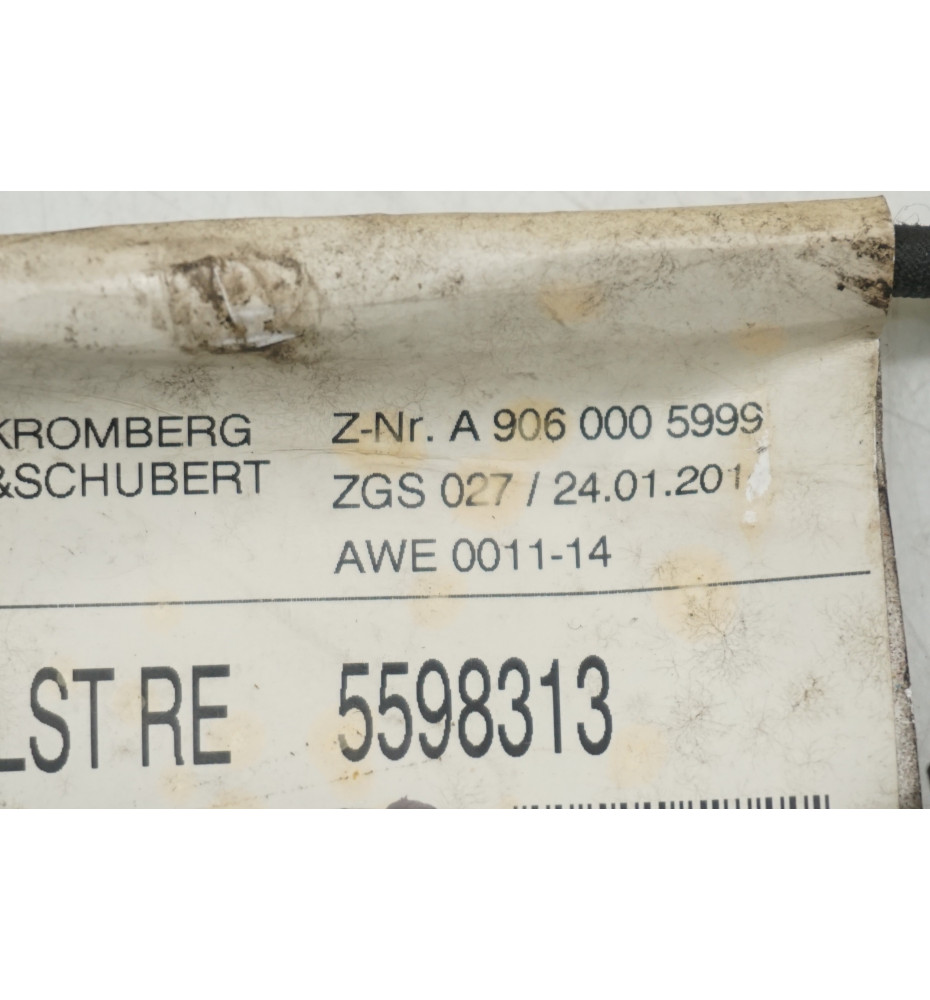 KROMBERG Z-Nr. A 906 000 5999
&SCHUBERT ZGS 027 / 24.01.201
AWE 0011-14
LST RE 5598313